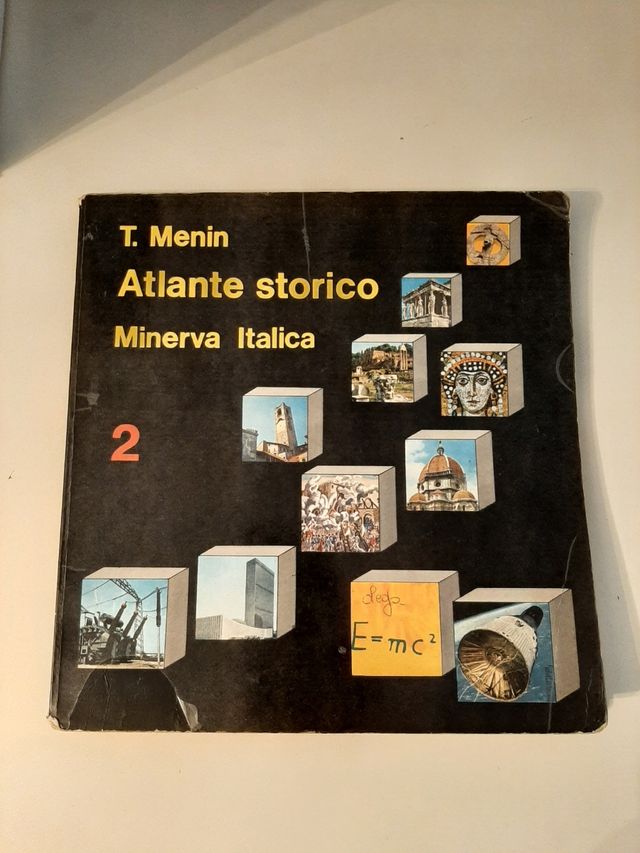 T. Menin
Atlante storico
Minerva Italica
2
E=mc²